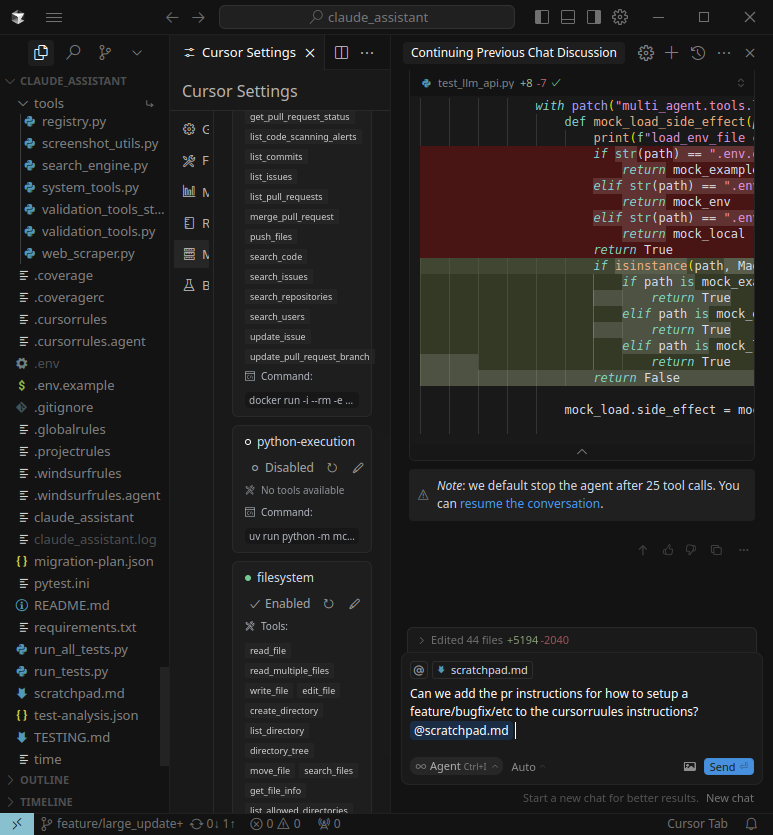 claude_assistant
CLAUDE_ASSISTANT
tools
registry.py
screenshot_utils.py
search_engine.py
system_tools.py
validation_tools_st...
validation_tools.py
web_scraper.py
.coverage
.coveragerc
.cursorrules
.cursorrules.agent
.env
.env.example
.gitignore
.globalrules
.projectrules
.windsurfrules
.windsurfrules.agent
claude_assistant
claude_assistant.log
migration-plan.json
pytest.ini
README.md
requirements.txt
run_all_tests.py
run_tests.py
scratchpad.md
test-analysis.json
TESTING.md
time
OUTLINE
TIMELINE
Cursor Settings
Cursor Settings
G
F
M
R
M
B
get_pull_request_status
list_code_scanning_alerts
list_commits
list_issues
list_pull_requests
merge_pull_request
push_files
search_code
search_issues
search_repositories
search_users
update_issue
update_pull_request_branch
Command:
docker run -i --rm -e ...
python-execution
Disabled
No tools available
Command:
uv run python -m mc...
filesystem
Enabled
Tools:
read_file
read_multiple_files
write_file edit_file
create_directory
list_directory
directory_tree
move_file search_files
get_file_info
list_allowed_directories
Continuing Previous Chat Discussion
test_llm_api.py +8 -7
with patch("multi_agent.tools.
def mock_load_side_effect(
print(f"load_env_file
if str(path) == ".env.
return mock_example
elif str(path) == ".en
return mock_env
elif str(path) == ".en
return mock_local
return True
if isinstance(path, Ma
if path is mock_exa
return True
elif path is mock_
return True
elif path is mock_
return True
return False
mock_load.side_effect = mo
Note: we default stop the agent after 25 tool calls. You
can resume the conversation.
Edited 44 files +5194 -2040
@ scratchpad.md
Can we add the pr instructions for how to setup a
feature/bugfix/etc to the cursorruules instructions?
@scratchpad.md
Agent Ctrl+I Auto
Send
Start a new chat for better results. New chat
feature/large_update+ 0↓ 1↑ 0 0 0
Cursor Tab